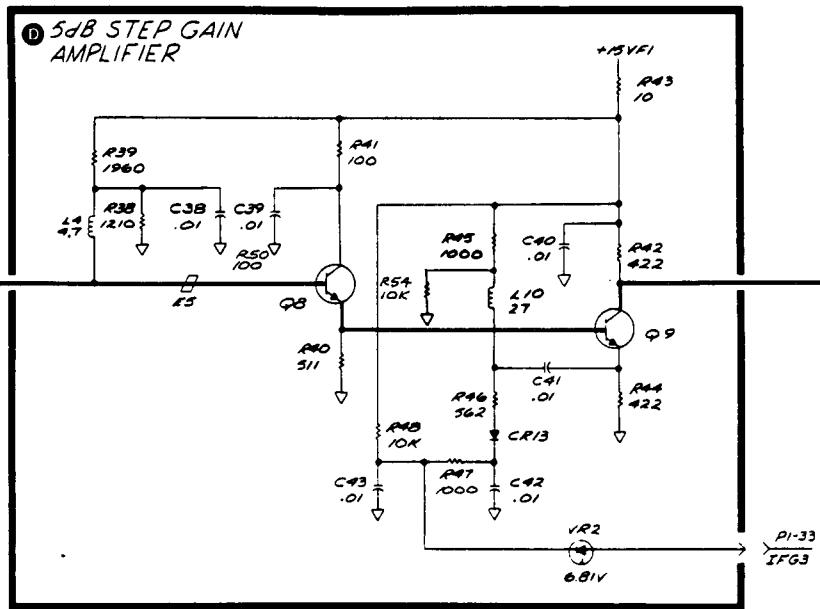 D 5dB STEP GAIN
AMPLIFIER
+15VF1
R43
10
R39
1960
R41
100
L4
4.7
R38
1210
C38
.01
C39
.01
R50
100
R45
1000
C40
.01
R42
422
R54
10K
L10
27
E5
Q8
Q9
R40
511
C41
.01
R46
562
R44
422
R48
10K
CR13
R47
1000
C43
.01
C42
.01
VR2
6.81V
P1-33
IFG3